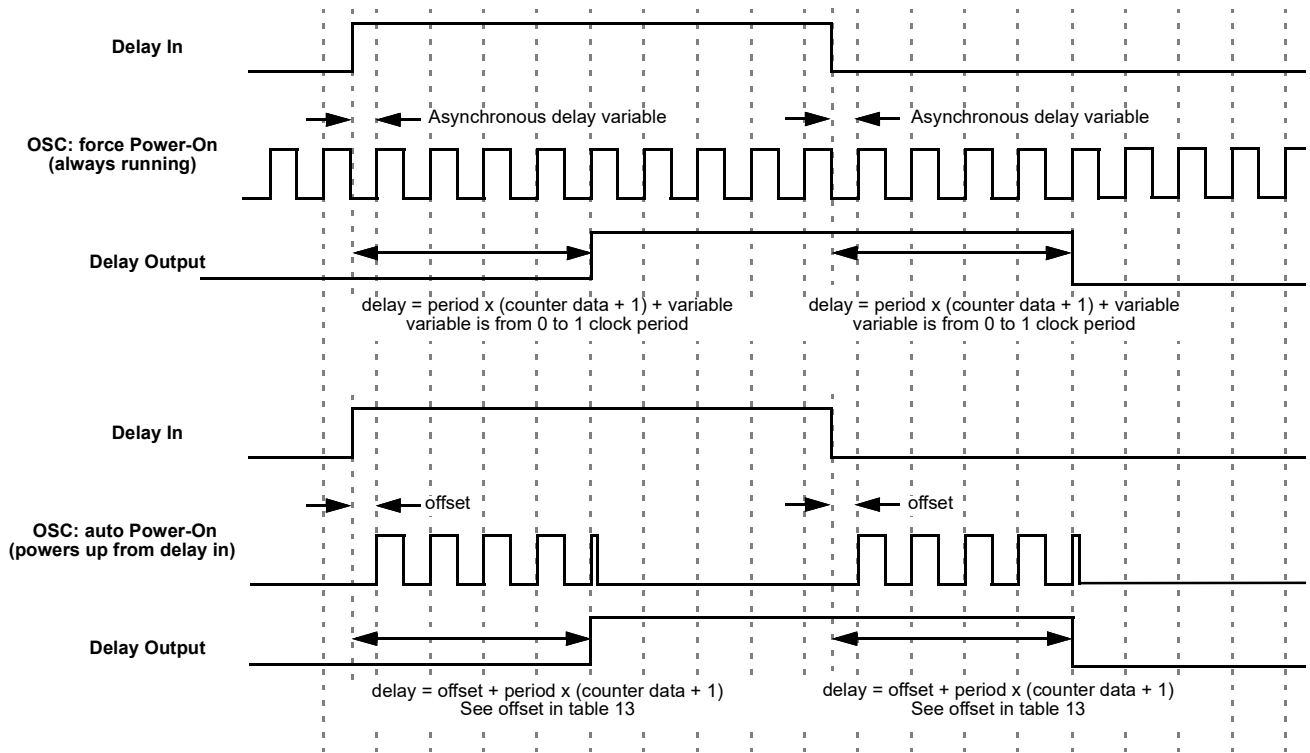 Delay In
Asynchronous delay variable
Asynchronous delay variable
OSC: force Power-On
(always running)
Delay Output
delay = period x (counter data + 1) + variable
variable is from 0 to 1 clock period
delay = period x (counter data + 1) + variable
variable is from 0 to 1 clock period
Delay In
offset
offset
OSC: auto Power-On
(powers up from delay in)
Delay Output
delay = offset + period x (counter data + 1)
See offset in table 13
delay = offset + period x (counter data + 1)
See offset in table 13